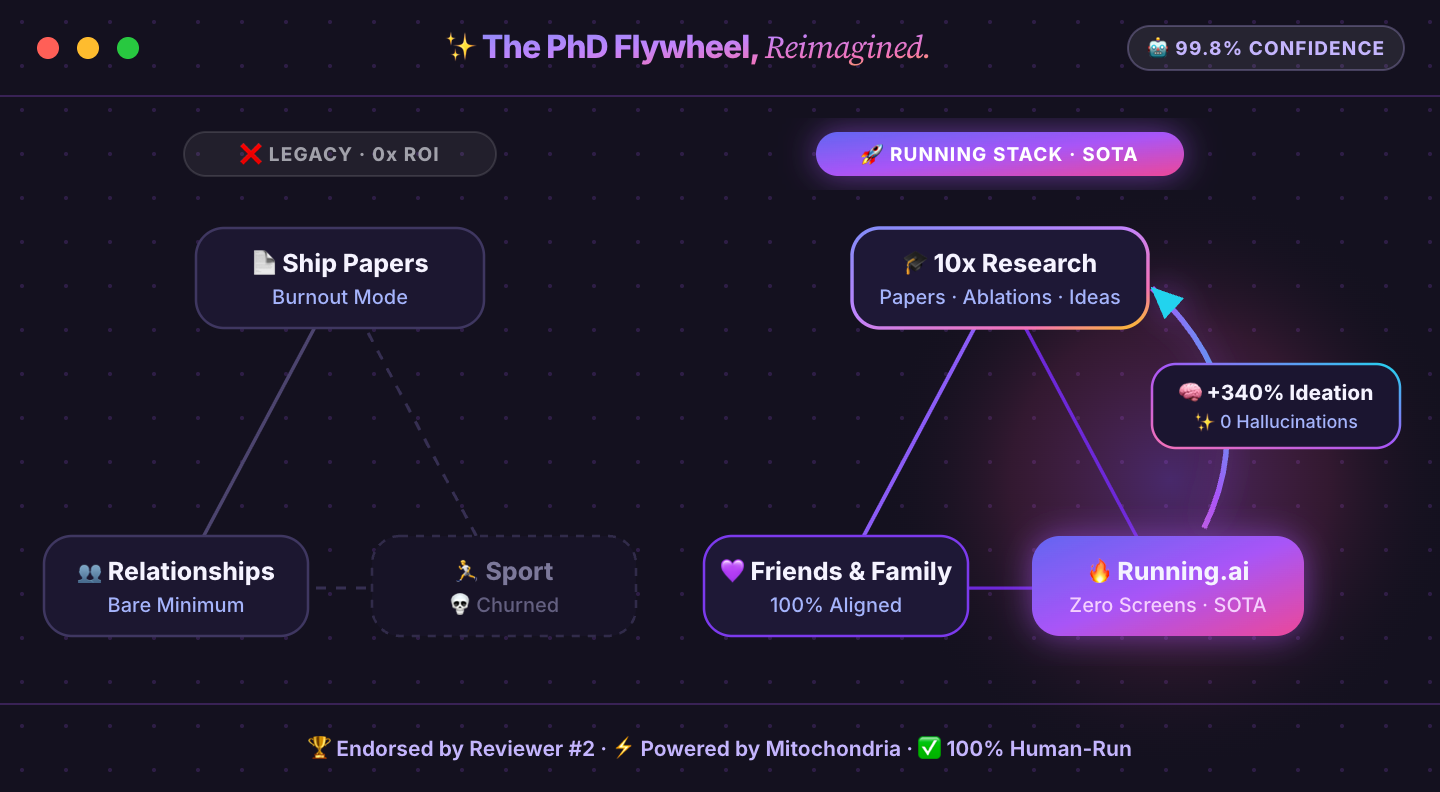 ✨ The PhD Flywheel, Reimagined.
🤖 99.8% CONFIDENCE
❌ LEGACY · 0x ROI
🚀 RUNNING STACK · SOTA
📄 Ship Papers
Burnout Mode
👥 Relationships
Bare Minimum
🏃 Sport
💀 Churned
🎓 10x Research
Papers · Ablations · Ideas
🧠 +340% Ideation
✨ 0 Hallucinations
💜 Friends & Family
100% Aligned
🔥 Running.ai
Zero Screens · SOTA
🏆 Endorsed by Reviewer #2 · ⚡ Powered by Mitochondria · ✅ 100% Human-Run